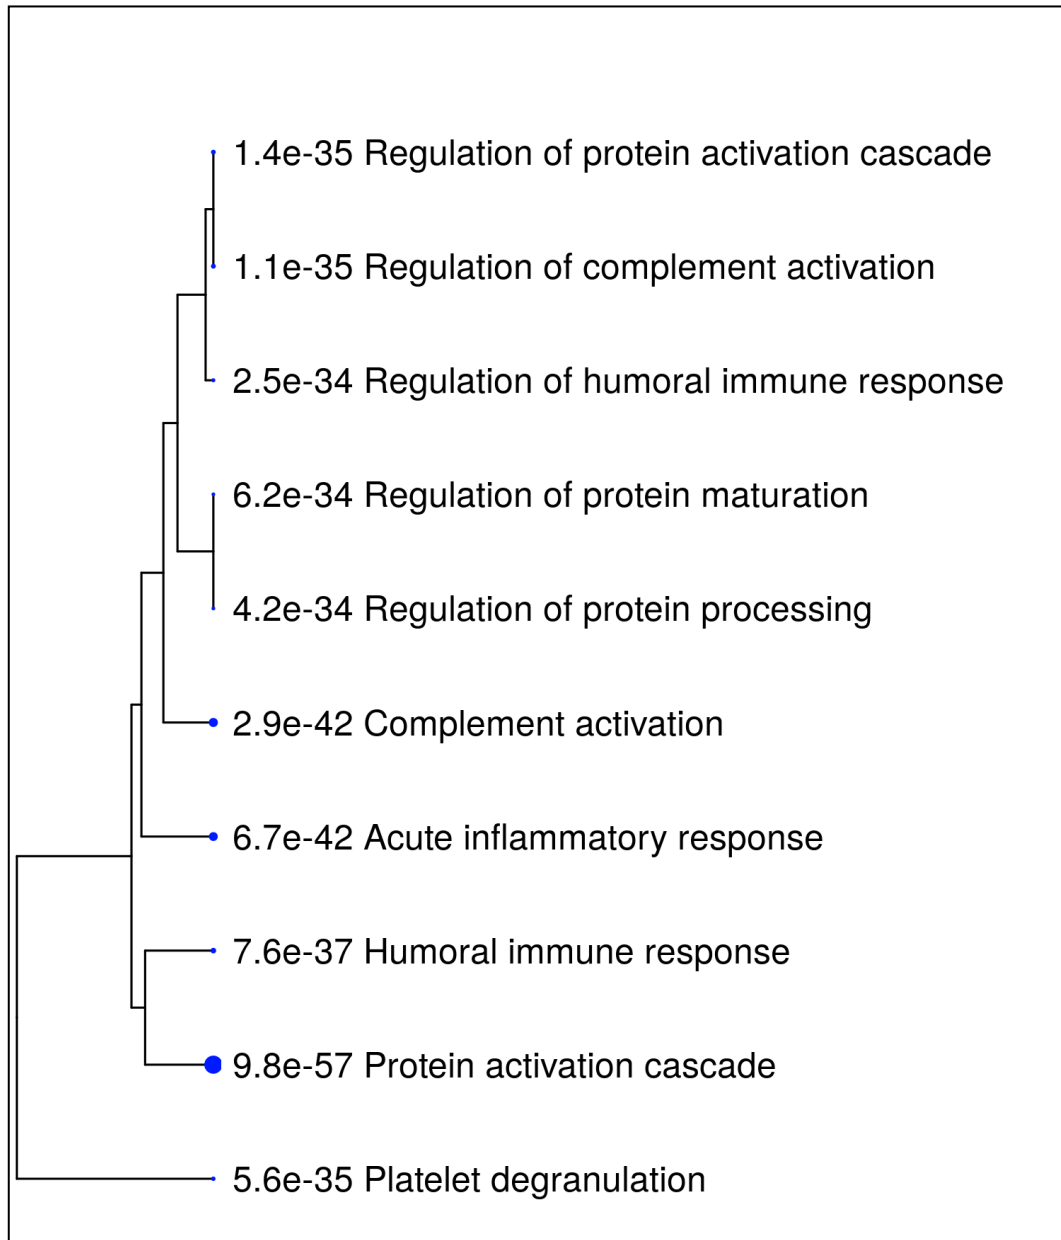 1.4e-35 Regulation of protein activation cascade
1.1e-35 Regulation of complement activation
2.5e-34 Regulation of humoral immune response
6.2e-34 Regulation of protein maturation
4.2e-34 Regulation of protein processing
2.9e-42 Complement activation
6.7e-42 Acute inflammatory response
7.6e-37 Humoral immune response
9.8e-57 Protein activation cascade
5.6e-35 Platelet degranulation